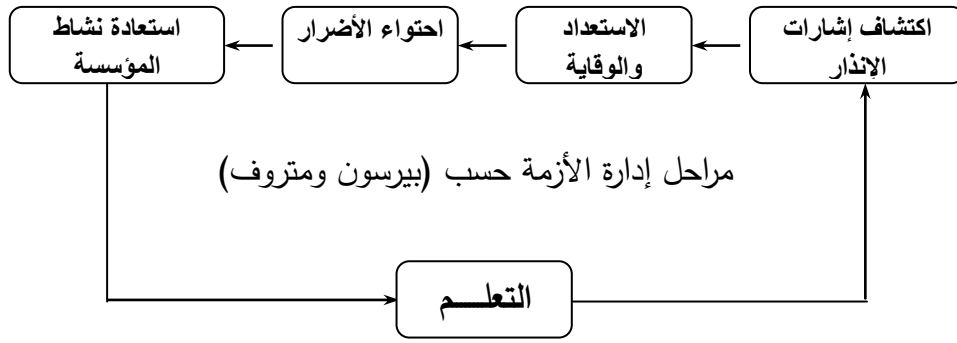 اكتشاف إشارات
الإنذار
الاستعداد
والوقاية
احتواء الأضرار
استعادة نشاط
المؤسسة
مراحل إدارة الأزمة حسب (بيرسون ومتروف)
التعلـــم